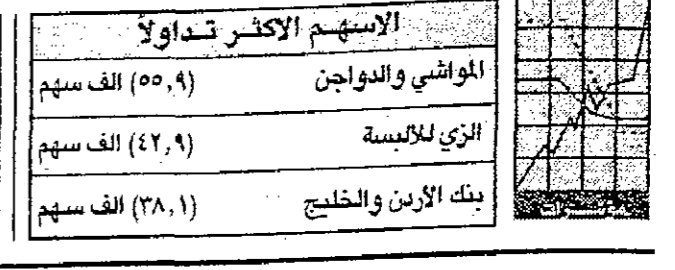 الاسهم الاكثر تداولاً
المواشي والدواجن (٥٥,٩) الف سهم
الزي للألبسة (٤٢,٩) الف سهم
بنك الأردن والخليج (٣٨,١) الف سهم